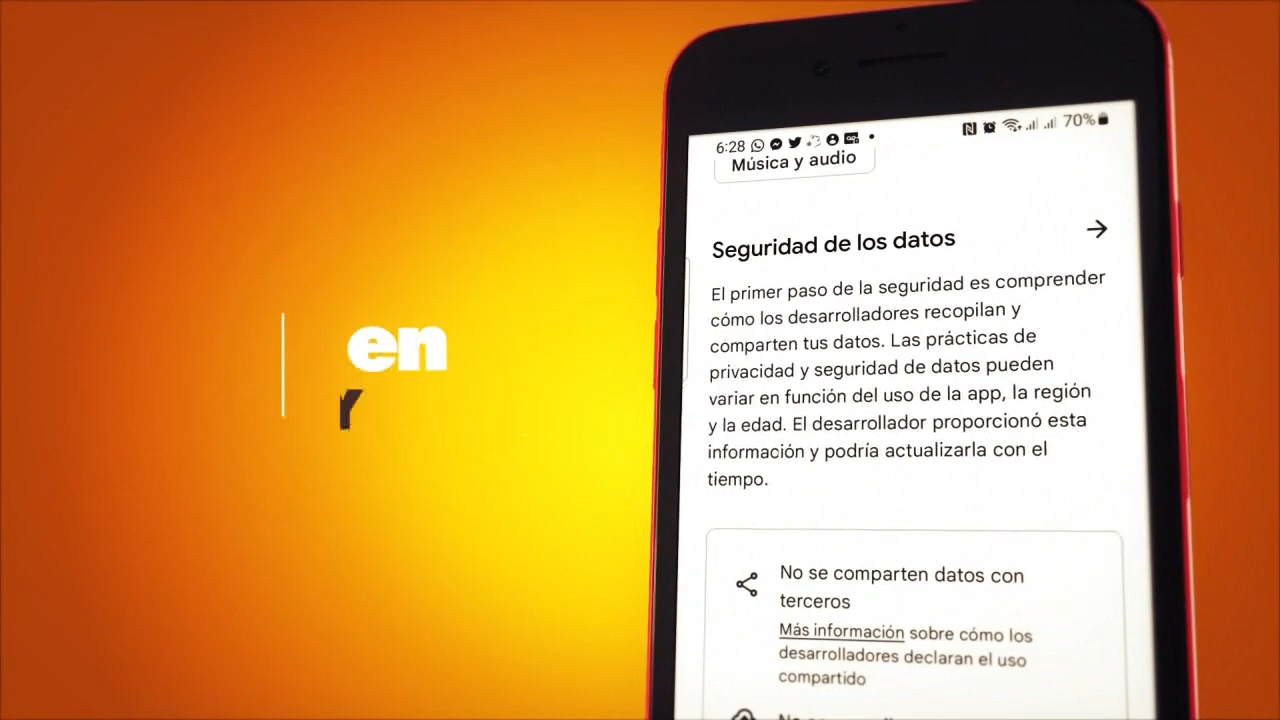 en
r
6:28
70%
Música y audio
Seguridad de los datos
El primer paso de la seguridad es comprender
cómo los desarrolladores recopilan y
comparten tus datos. Las prácticas de
privacidad y seguridad de datos pueden
variar en función del uso de la app, la región
y la edad. El desarrollador proporcionó esta
información y podría actualizarla con el
tiempo.
No se comparten datos con
terceros
Más información sobre cómo los
desarrolladores declaran el uso
compartido